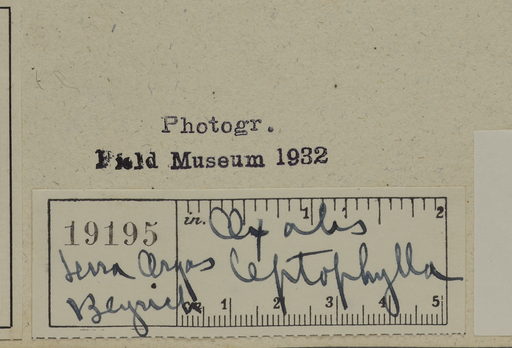 Photogr.
Field Museum 1932
in. 1 2
19195 Oxalis
Serra Orgas Leptophylla
Beyrich
cm 1 2 3 4 5